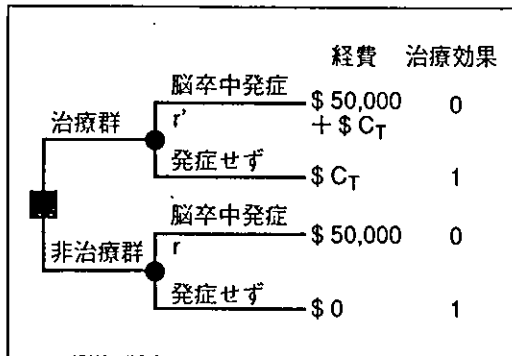 経費 治療効果
脳卒中発症 $ 50,000 0
治療群 r' + $ CT
発症せず $ CT 1
脳卒中発症 $ 50,000 0
非治療群 r
発症せず $ 0 1